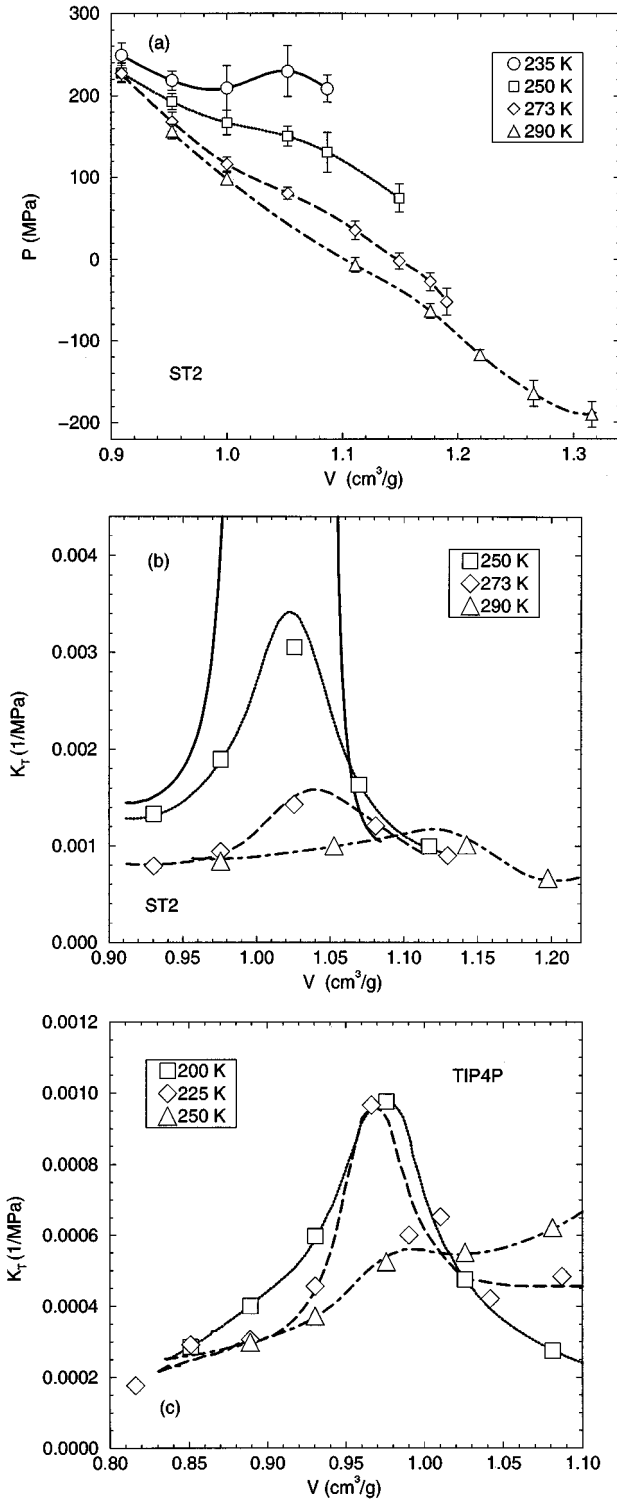 300
(a)
235 K
250 K
273 K
290 K
200
100
0
−100
−200
P (MPa)
ST2
0.9 1.0 1.1 1.2 1.3
V (cm³/g)
(b)
250 K
273 K
290 K
0.004
0.003
0.002
0.001
0.000
K_T (1/MPa)
ST2
0.90 0.95 1.00 1.05 1.10 1.15 1.20
V (cm³/g)
0.0012
200 K
225 K
250 K
TIP4P
0.0010
0.0008
0.0006
0.0004
0.0002
0.0000
K_T (1/MPa)
(c)
0.80 0.85 0.90 0.95 1.00 1.05 1.10
V (cm³/g)